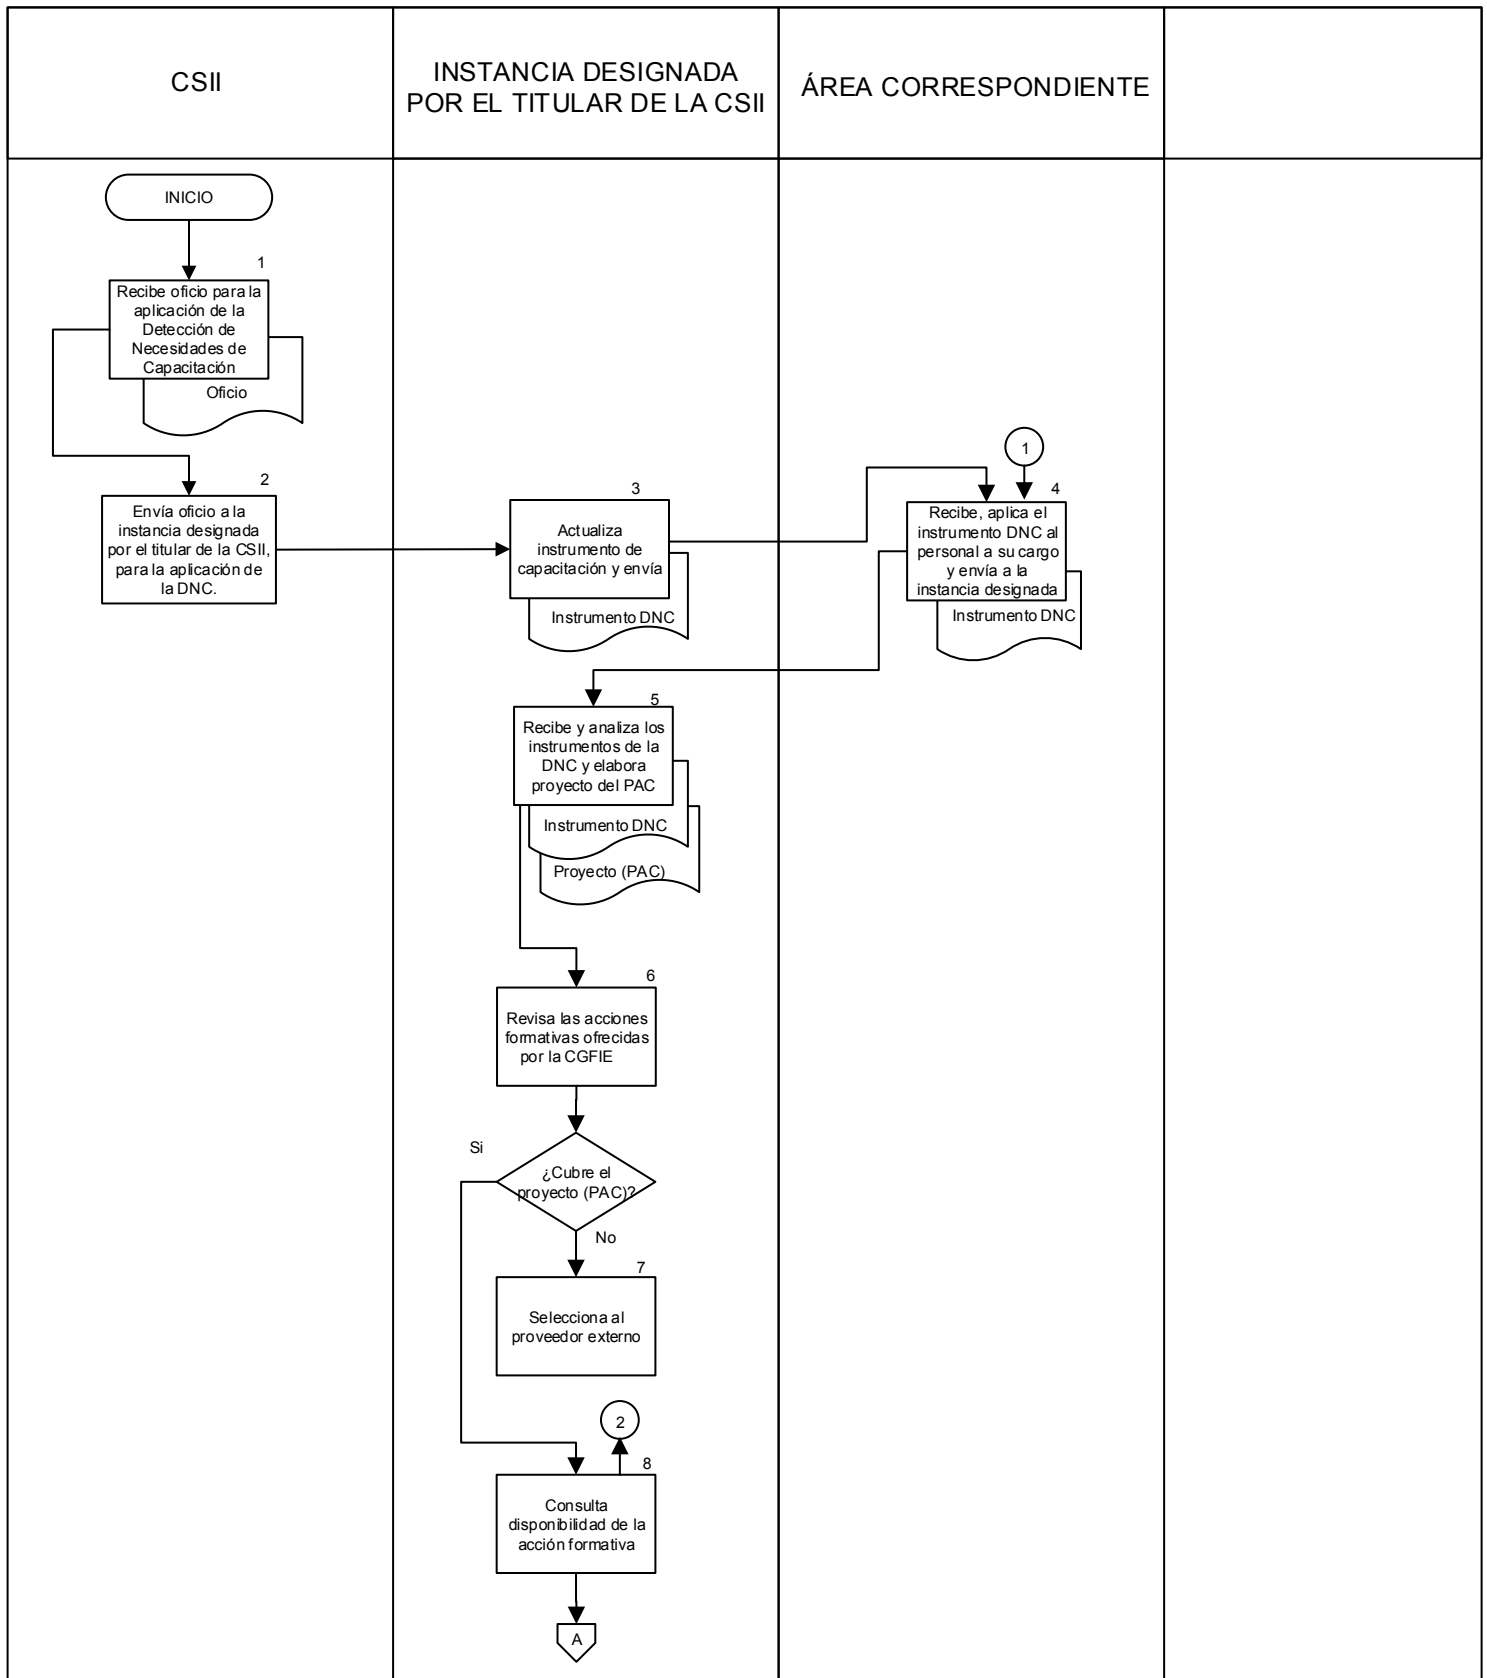 CSII
INSTANCIA DESIGNADA
POR EL TITULAR DE LA CSII
ÁREA CORRESPONDIENTE
INICIO
1
Recibe oficio para la
aplicación de la
Detección de
Necesidades de
Capacitación
Oficio
2
Envía oficio a la
instancia designada
por el titular de la CSII,
para la aplicación de
la DNC.
3
Actualiza
instrumento de
capacitación y envía
Instrumento DNC
1
4
Recibe, aplica el
instrumento DNC al
personal a su cargo
y envía a la
instancia designada
Instrumento DNC
5
Recibe y analiza los
instrumentos de la
DNC y elabora
proyecto del PAC
Instrumento DNC
Proyecto (PAC)
6
Revisa las acciones
formativas ofrecidas
por la CGFIE
Si
¿Cubre el
proyecto (PAC)?
No
7
Selecciona al
proveedor externo
2
8
Consulta
disponibilidad de la
acción formativa
A